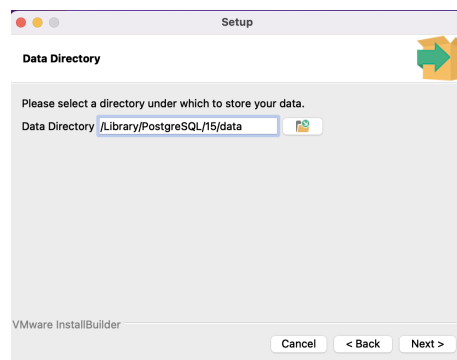 Setup
Data Directory
Please select a directory under which to store your data.
Data Directory /Library/PostgreSQL/15/data
VMware InstallBuilder
Cancel < Back Next >